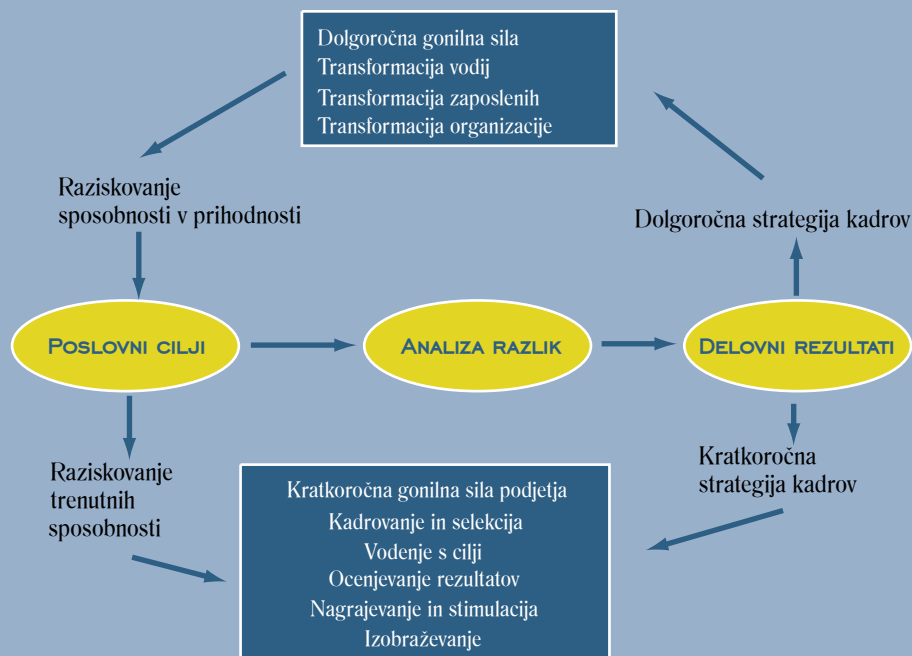 Dolgoročna gonilna sila
Transformacija vodij
Transformacija zaposlenih
Transformacija organizacije
Raziskovanje
sposobnosti v prihodnosti
Dolgoročna strategija kadrov
POSLOVNI CILJI
ANALIZA RAZLIK
DELOVNI REZULTATI
Raziskovanje
trenutnih
sposobnosti
Kratkoročna
strategija kadrov
Kratkoročna gonilna sila podjetja
Kadrovanje in selekcija
Vodenje s cilji
Ocenjevanje rezultatov
Nagrajevanje in stimulacija
Izobraževanje